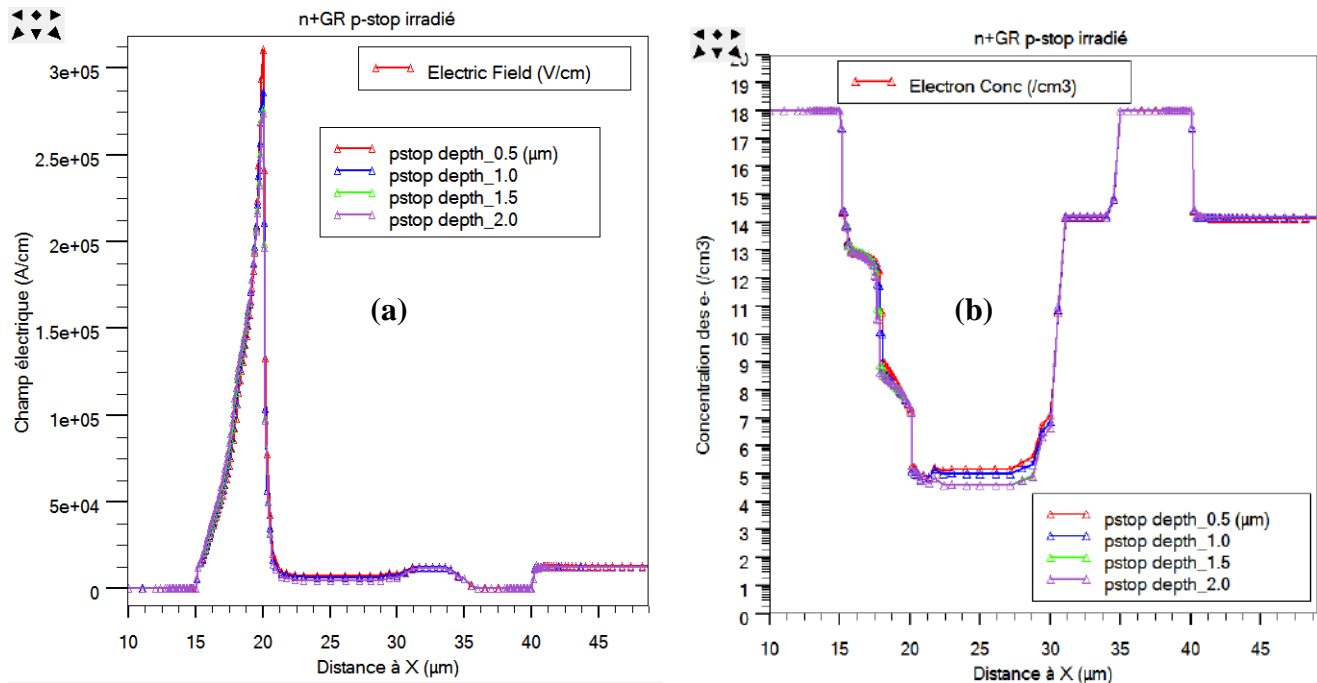 n+GR p-stop irradié
Electric Field (V/cm)
pstop depth_0.5 (µm)
pstop depth_1.0
pstop depth_1.5
pstop depth_2.0
(a)
Champ électrique (A/cm)
3e+05
2.5e+05
2e+05
1.5e+05
1e+05
5e+04
0
10 15 20 25 30 35 40 45
Distance à X (µm)
n+GR p-stop irradié
Electron Conc (/cm3)
(b)
Concentration des e- (/cm3)
20
19
18
17
16
15
14
13
12
11
10
9
8
7
6
5
4
3
2
1
0
pstop depth_0.5 (µm)
pstop depth_1.0
pstop depth_1.5
pstop depth_2.0
10 15 20 25 30 35 40 45
Distance à X (µm)